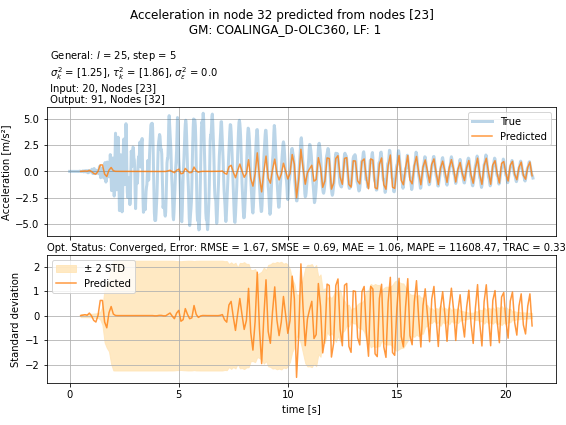 Acceleration in node 32 predicted from nodes [23]
GM: COALINGA_D-OLC360, LF: 1
General: l = 25, step = 5
σ²ₖ = [1.25], τ²ₖ = [1.86], σ²ε = 0.0
Input: 20, Nodes [23]
Output: 91, Nodes [32]
Acceleration [m/s²]
5.0
2.5
0.0
−2.5
−5.0
True
Predicted
Opt. Status: Converged, Error: RMSE = 1.67, SMSE = 0.69, MAE = 1.06, MAPE = 11608.47, TRAC = 0.33
Standard deviation
2
1
0
−1
−2
± 2 STD
Predicted
0 5 10 15 20
time [s]